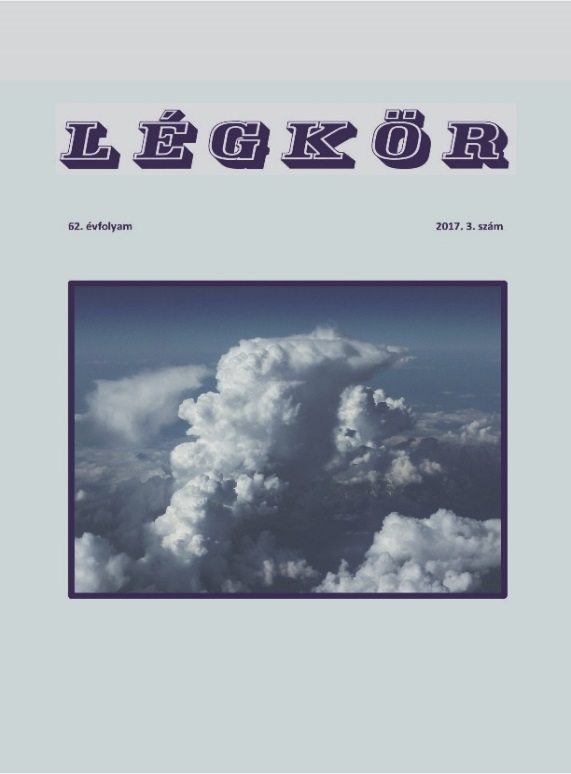 LÉGKÖR
62. évfolyam
2017. 3. szám